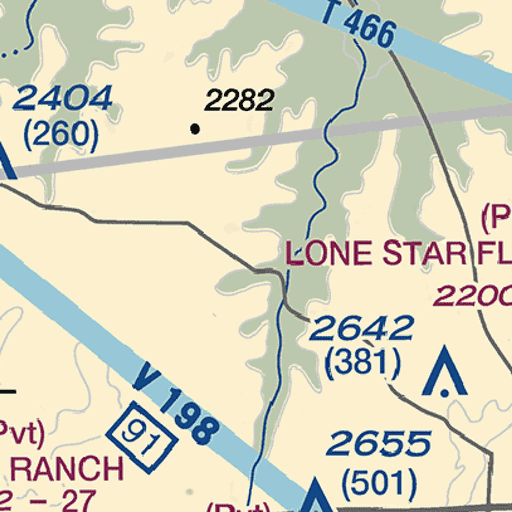 T 466
2404
(260)
2282
(P
LONE STAR FL
2200
2642
(381)
V 198
91
Pvt)
RANCH
2 – 27
2655
(501)
(Pvt)